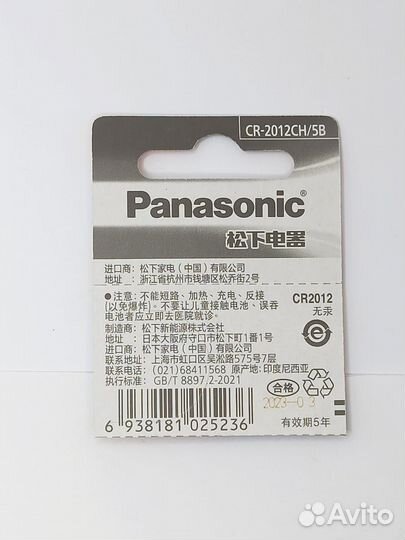 CR-2012CH/5B
Panasonic
松下电器
进口商：松下家电（中国）有限公司
地址：浙江省杭州市钱塘区松乔街2号
●注意：不能短路、加热、充电、反接 CR2012
(以免爆炸)。不要让儿童接触电池、误吞 无汞
电池者应立即去医院就诊。
制造商：松下新能源株式会社
地址：日本大阪府守口市松下町1番1号
进口商：松下家电（中国）有限公司
联系地址：上海市虹口区吴淞路575号7层
联系电话：(021)68411568 原产地：印度尼西亚
执行标准：GB/T 8897.2-2021
合格
2023-03
6 938181 025236
有效期5年
Avito